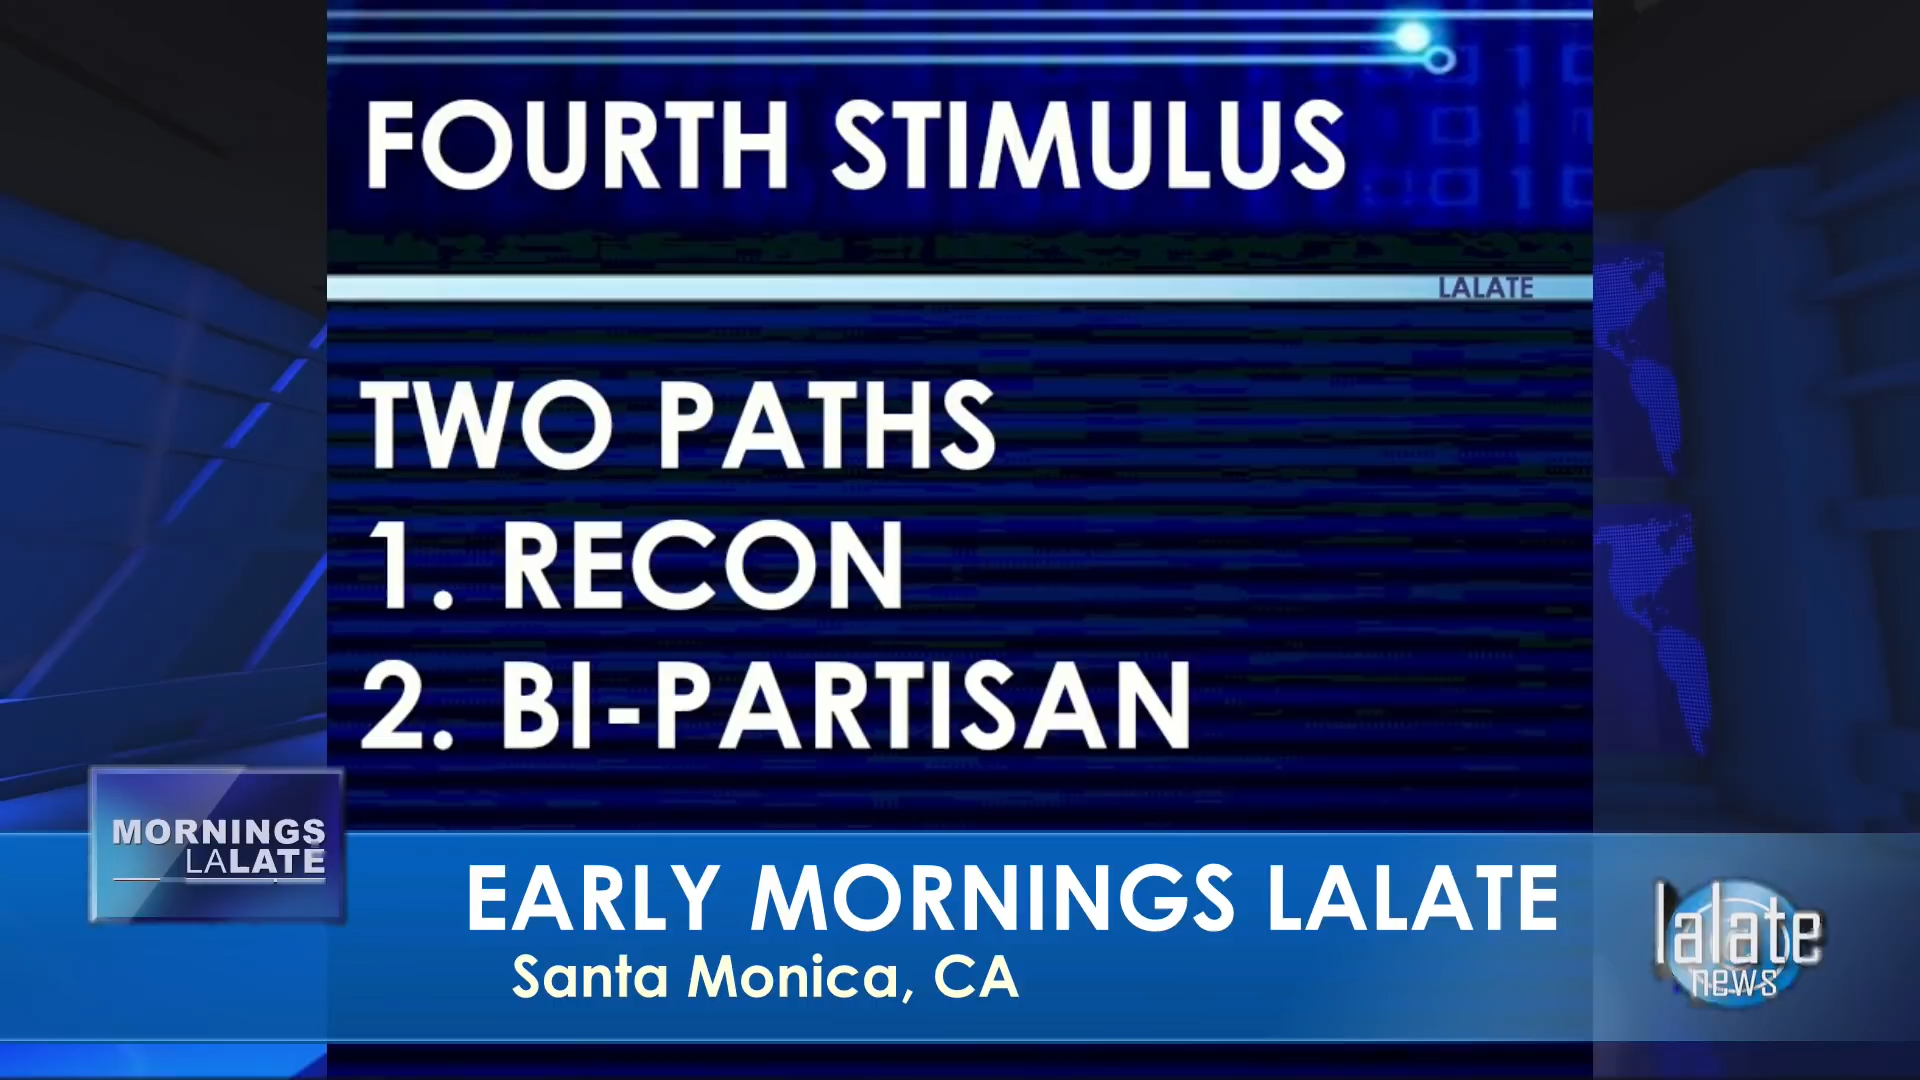 FOURTH STIMULUS
LALATE
TWO PATHS
1. RECON
2. BI-PARTISAN
MORNINGS
LALATE
EARLY MORNINGS LALATE
Santa Monica, CA
lalate
news